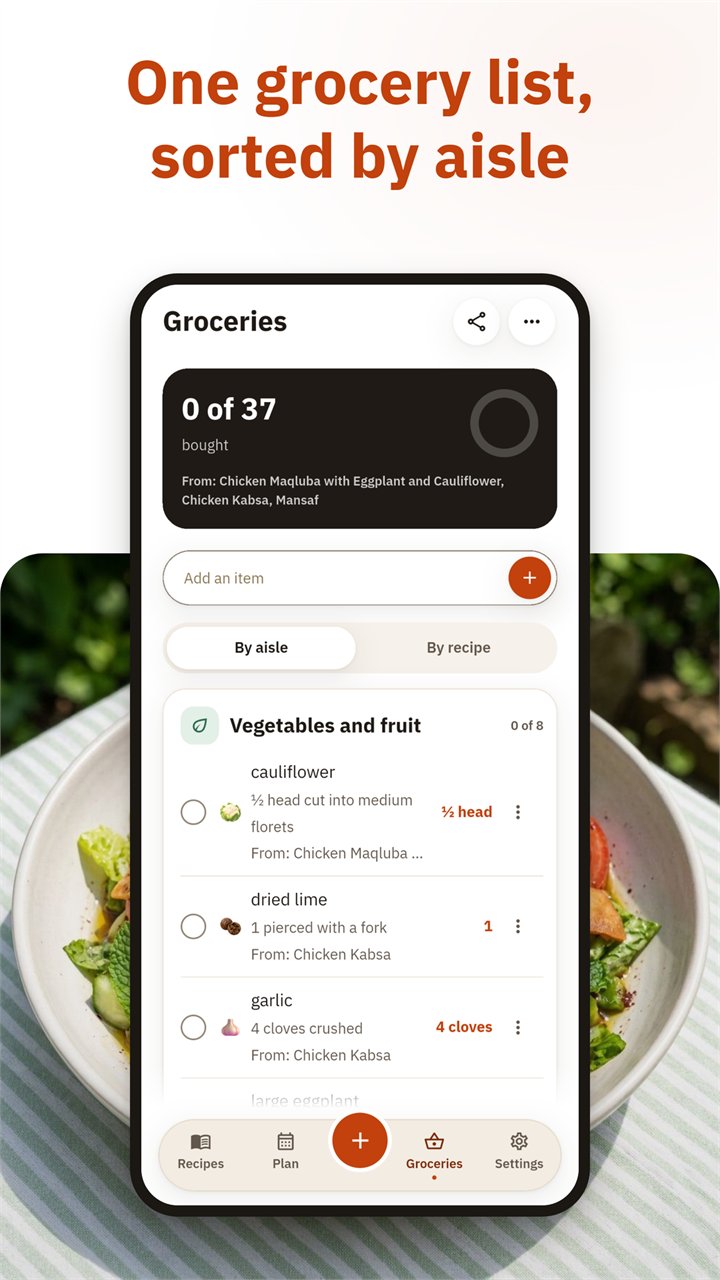 One grocery list,
sorted by aisle
Groceries
0 of 37
bought
From: Chicken Maqluba with Eggplant and Cauliflower,
Chicken Kabsa, Mansaf
Add an item
By aisle
By recipe
Vegetables and fruit
0 of 8
cauliflower
½ head cut into medium
florets
½ head
From: Chicken Maqluba ...
dried lime
1 pierced with a fork
1
From: Chicken Kabsa
garlic
4 cloves crushed
4 cloves
From: Chicken Kabsa
large eggplant
Recipes
Plan
Groceries
Settings